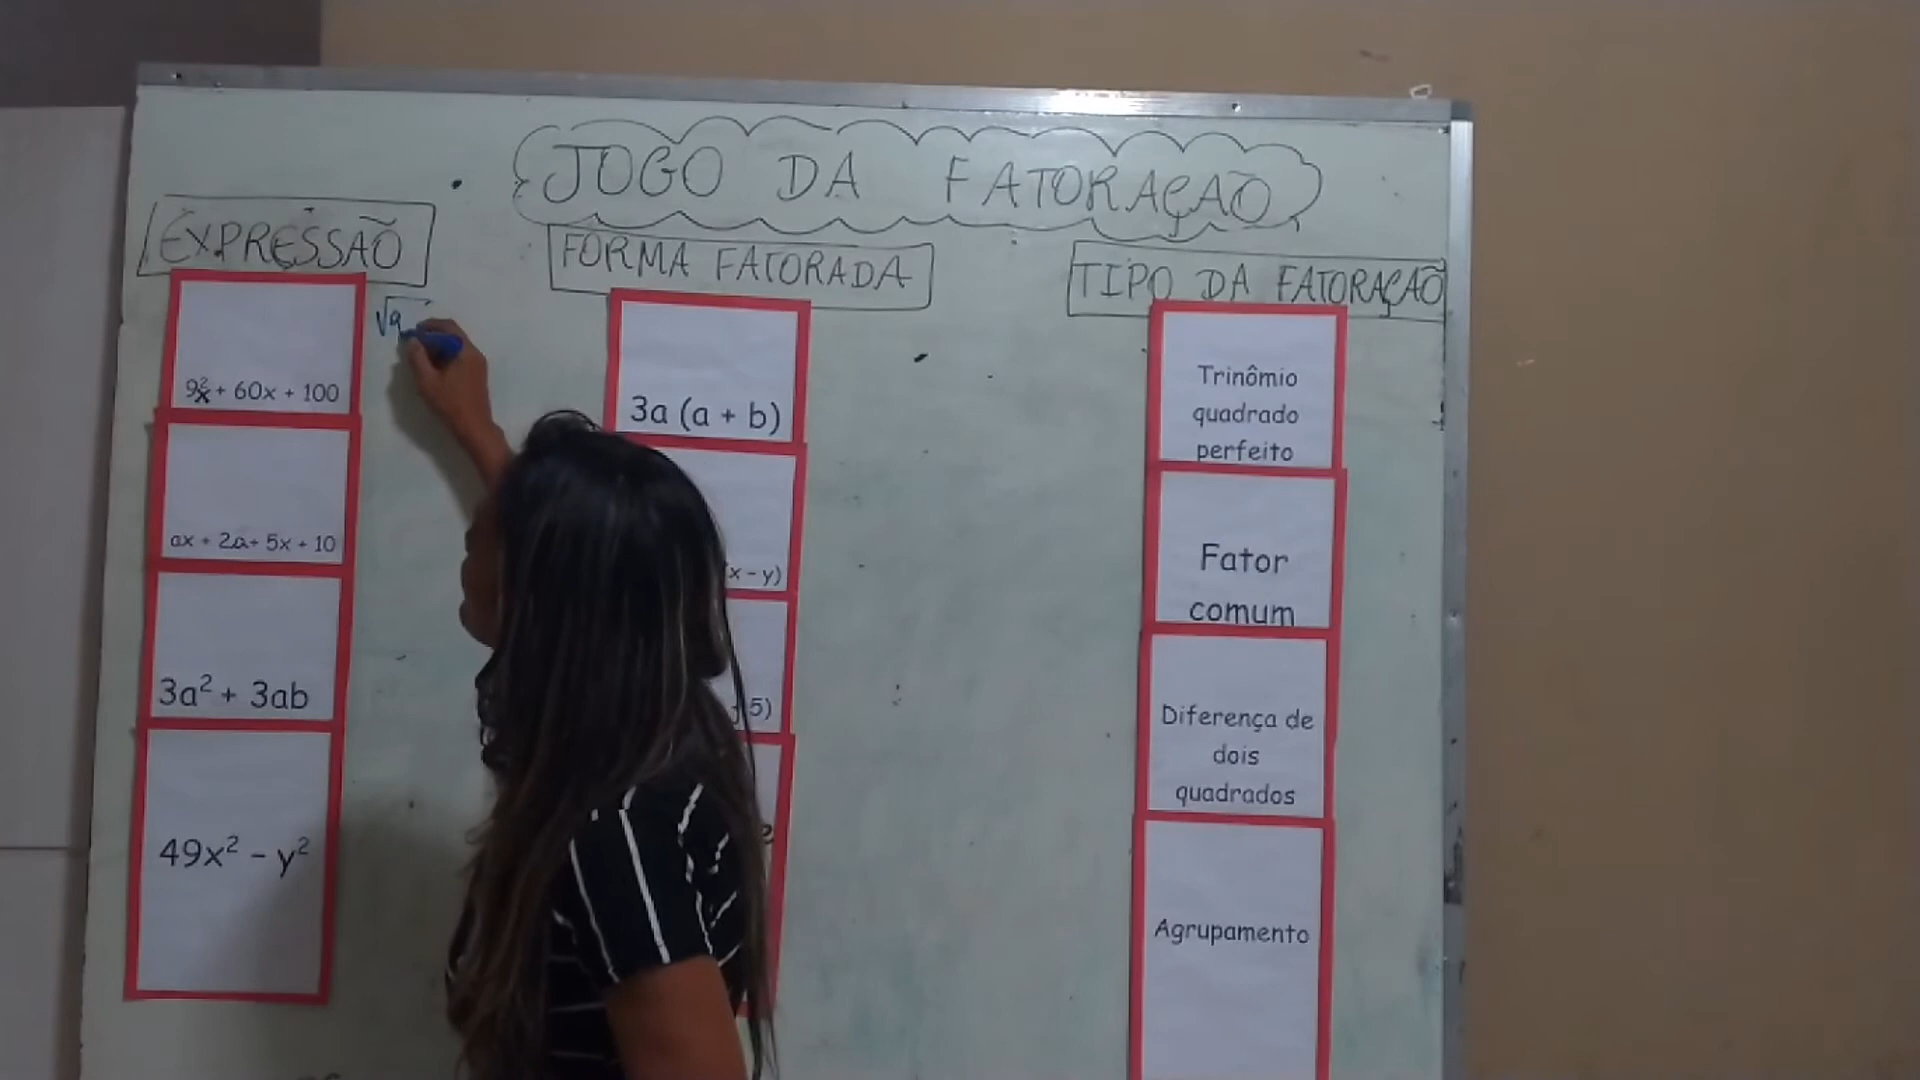 JOGO DA FATORAÇÃO
EXPRESSÃO
9x² + 60x + 100
ax + 2a + 5x + 10
3a² + 3ab
49x² - y²
√9
FORMA FATORADA
3a (a + b)
x - y)
5)
TIPO DA FATORAÇÃO
Trinômio
quadrado
perfeito
Fator
comum
Diferença de
dois
quadrados
Agrupamento